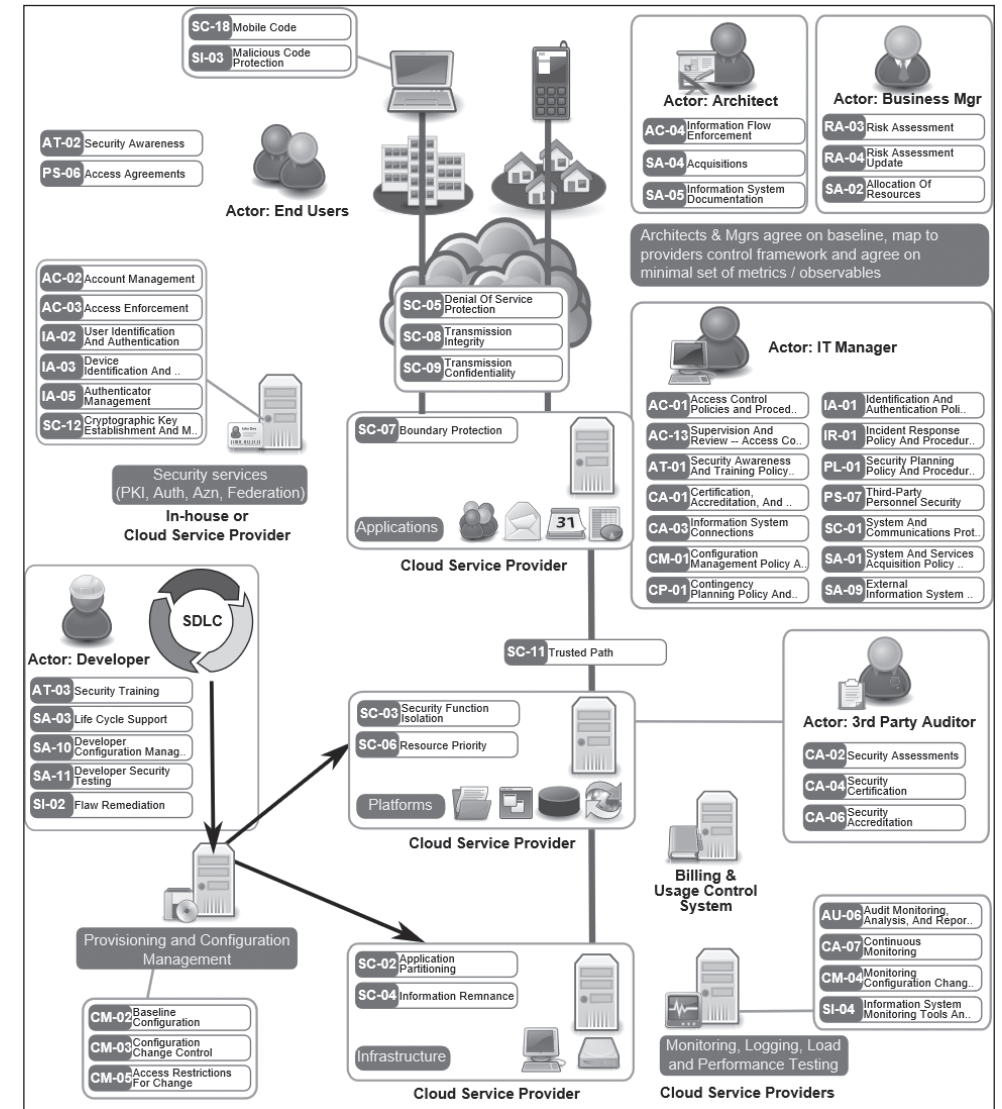 SC-18 Mobile Code
SI-03 Malicious Code
Protection
AT-02 Security Awareness
PS-06 Access Agreements
Actor: End Users
Actor: Architect
AC-04 Information Flow
Enforcement
SA-04 Acquisitions
SA-05 Information System
Documentation
Actor: Business Mgr
RA-03 Risk Assessment
RA-04 Risk Assessment
Update
SA-02 Allocation Of
Resources
Architects & Mgrs agree on baseline, map to
providers control framework and agree on
minimal set of metrics / observables
AC-02 Account Management
AC-03 Access Enforcement
IA-02 User Identification
And Authentication
IA-03 Device
Identification And ..
IA-05 Authenticator
Management
SC-12 Cryptographic Key
Establishment And M..
Security services
(PKI, Auth, Azn, Federation)
In-house or
Cloud Service Provider
SC-05 Denial Of Service
Protection
SC-08 Transmission
Integrity
SC-09 Transmission
Confidentiality
SC-07 Boundary Protection
Applications
31
Cloud Service Provider
Actor: IT Manager
AC-01 Access Control
Policies and Proced..
AC-13 Supervision And
Review -- Access Co..
AT-01 Security Awareness
And Training Policy..
CA-01 Certification,
Accreditation, And ..
CA-03 Information System
Connections
CM-01 Configuration
Management Policy A..
CP-01 Contingency
Planning Policy And..
IA-01 Identification And
Authentication Poli..
IR-01 Incident Response
Policy And Procedur..
PL-01 Security Planning
Policy And Procedur..
PS-07 Third-Party
Personnel Security
SC-01 System And
Communications Prot..
SA-01 System And Services
Acquisition Policy ..
SA-09 External
Information System ..
SDLC
Actor: Developer
AT-03 Security Training
SA-03 Life Cycle Support
SA-10 Developer
Configuration Manag..
SA-11 Developer Security
Testing
SI-02 Flaw Remediation
SC-11 Trusted Path
SC-03 Security Function
Isolation
SC-06 Resource Priority
Platforms
Cloud Service Provider
Actor: 3rd Party Auditor
CA-02 Security Assessments
CA-04 Security
Certification
CA-06 Security
Accreditation
Billing &
Usage Control
System
Provisioning and Configuration
Management
CM-02 Baseline
Configuration
CM-03 Configuration
Change Control
CM-05 Access Restrictions
For Change
SC-02 Application
Partitioning
SC-04 Information Remnance
Infrastructure
Cloud Service Provider
AU-06 Audit Monitoring,
Analysis, And Repor..
CA-07 Continuous
Monitoring
CM-04 Monitoring
Configuration Chang..
SI-04 Information System
Monitoring Tools An..
Monitoring, Logging, Load
and Performance Testing
Cloud Service Providers